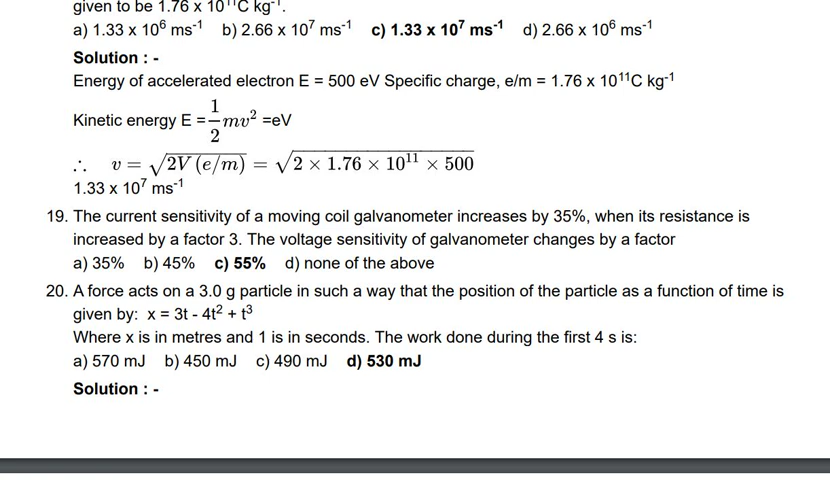 given to be 1.76 x 10¹¹C kg⁻¹.
a) 1.33 x 10⁶ ms⁻¹ b) 2.66 x 10⁷ ms⁻¹ c) 1.33 x 10⁷ ms⁻¹ d) 2.66 x 10⁶ ms⁻¹
Solution : -
Energy of accelerated electron E = 500 eV Specific charge, e/m = 1.76 x 10¹¹C kg⁻¹
Kinetic energy E =1/2mv² =eV
∴ v = √(2V (e/m)) = √(2 × 1.76 × 10¹¹ × 500)
1.33 x 10⁷ ms⁻¹
19. The current sensitivity of a moving coil galvanometer increases by 35%, when its resistance is
increased by a factor 3. The voltage sensitivity of galvanometer changes by a factor
a) 35% b) 45% c) 55% d) none of the above
20. A force acts on a 3.0 g particle in such a way that the position of the particle as a function of time is
given by: x = 3t - 4t² + t³
Where x is in metres and 1 is in seconds. The work done during the first 4 s is:
a) 570 mJ b) 450 mJ c) 490 mJ d) 530 mJ
Solution : -